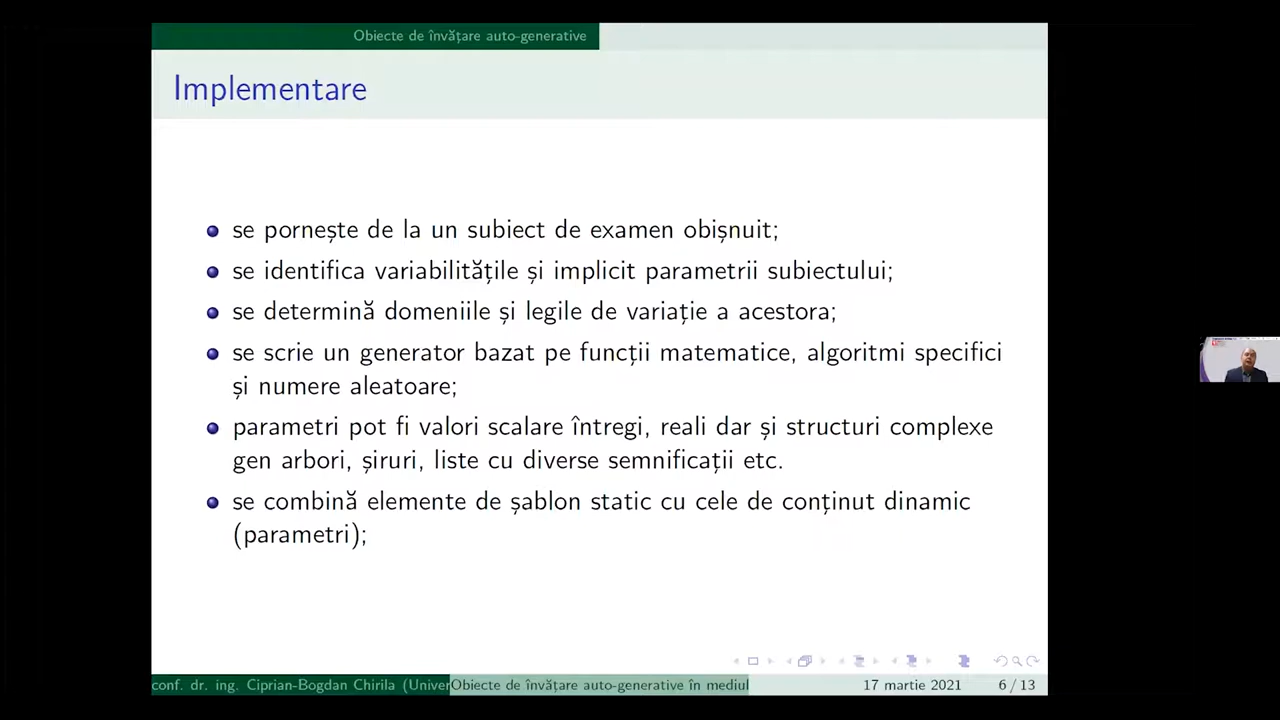 Obiecte de învățare auto-generative
Implementare
se pornește de la un subiect de examen obișnuit;
se identifica variabilitățile și implicit parametrii subiectului;
se determină domeniile și legile de variație a acestora;
se scrie un generator bazat pe funcții matematice, algoritmi specifici
și numere aleatoare;
parametri pot fi valori scalare întregi, reali dar și structuri complexe
gen arbori, șiruri, liste cu diverse semnificații etc.
se combină elemente de șablon static cu cele de conținut dinamic
(parametri);
conf. dr. ing. Ciprian-Bogdan Chirila (Univer
Obiecte de învățare auto-generative în mediul
17 martie 2021
6 / 13